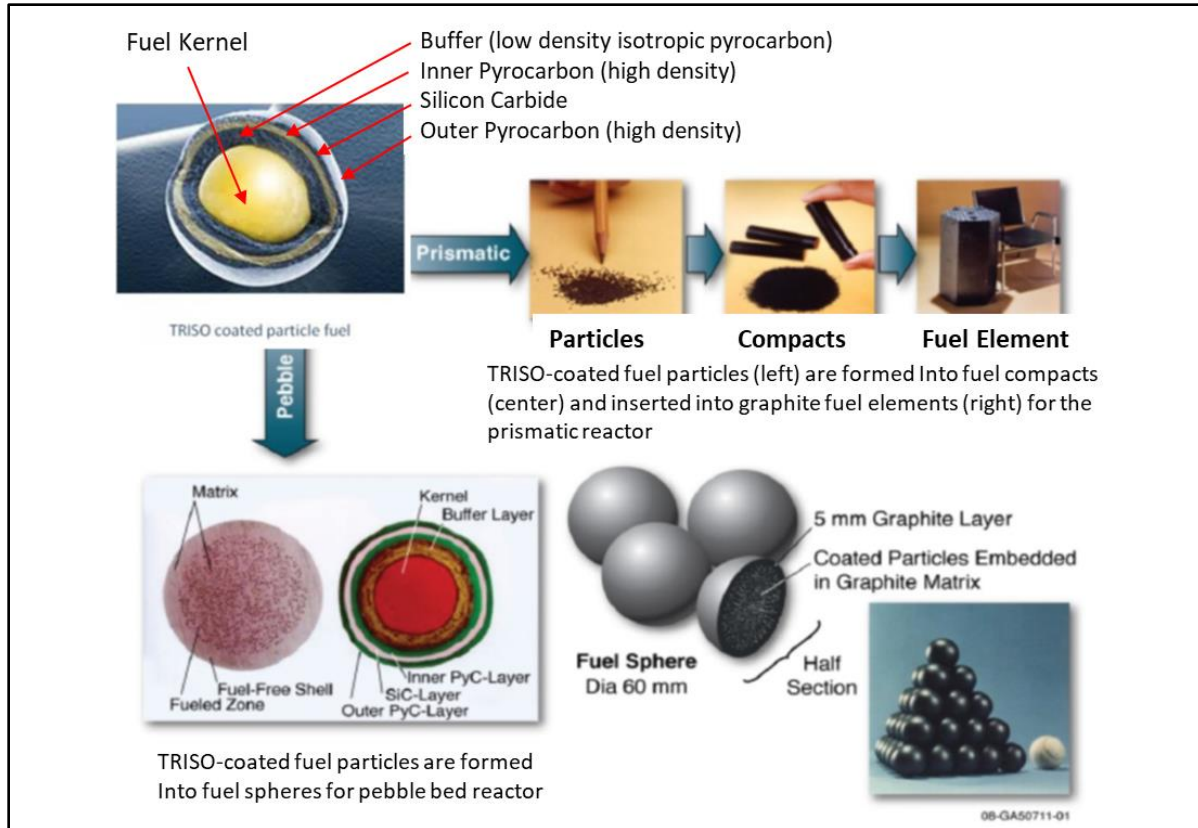 Fuel Kernel
Buffer (low density isotropic pyrocarbon)
Inner Pyrocarbon (high density)
Silicon Carbide
Outer Pyrocarbon (high density)
TRISO coated particle fuel
Prismatic
Particles
Compacts
Fuel Element
TRISO-coated fuel particles (left) are formed Into fuel compacts
(center) and inserted into graphite fuel elements (right) for the
prismatic reactor
Pebble
Matrix
Fuel-Free Shell
Fueled Zone
Kernel
Buffer Layer
Inner PyC-Layer
SiC-Layer
Outer PyC-Layer
TRISO-coated fuel particles are formed
Into fuel spheres for pebble bed reactor
Fuel Sphere
Dia 60 mm
5 mm Graphite Layer
Coated Particles Embedded
in Graphite Matrix
Half
Section
08-GA50711-01